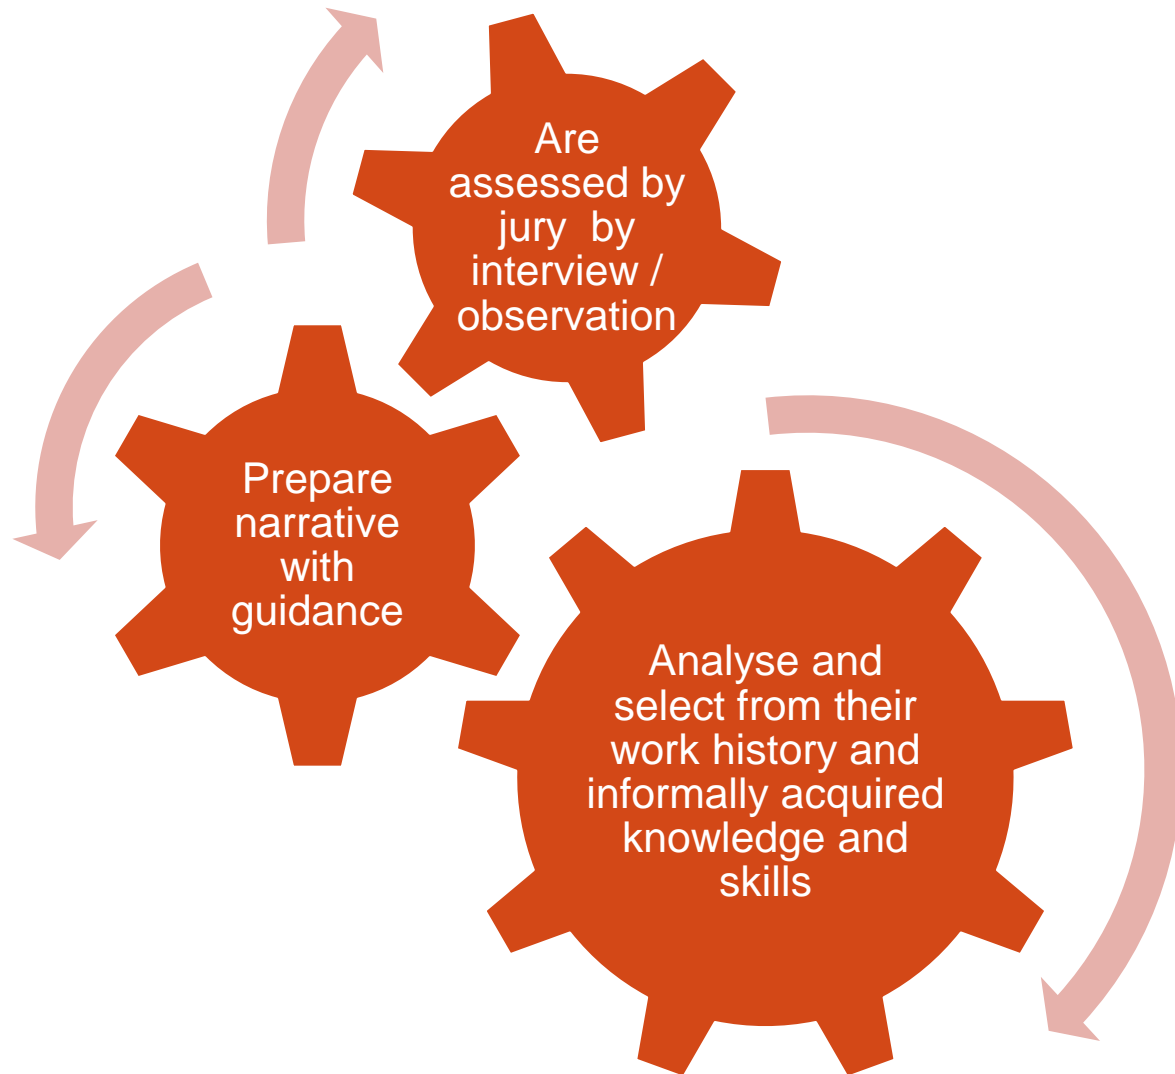 Are
assessed by
jury  by
interview /
observation
Prepare
narrative
with
guidance
Analyse and
select from their
work history and
informally acquired
knowledge and
skills